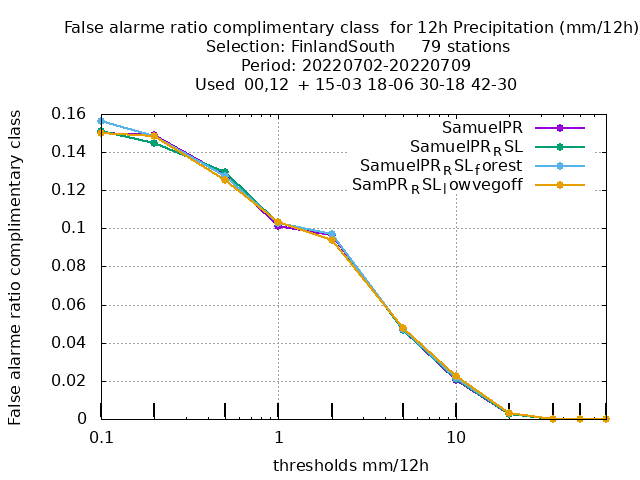 False alarme ratio complimentary class  for 12h Precipitation (mm/12h)
Selection: FinlandSouth     79 stations
Period: 20220702-20220709
Used  00,12  + 15-03 18-06 30-18 42-30
False alarme ratio complimentary class
0.16
0.14
0.12
0.1
0.08
0.06
0.04
0.02
0
SamuelPR
SamuelPR_RSL
SamuelPR_RSL_forest
SamPR_RSL_lowvegoff
0.1 1 10
thresholds mm/12h